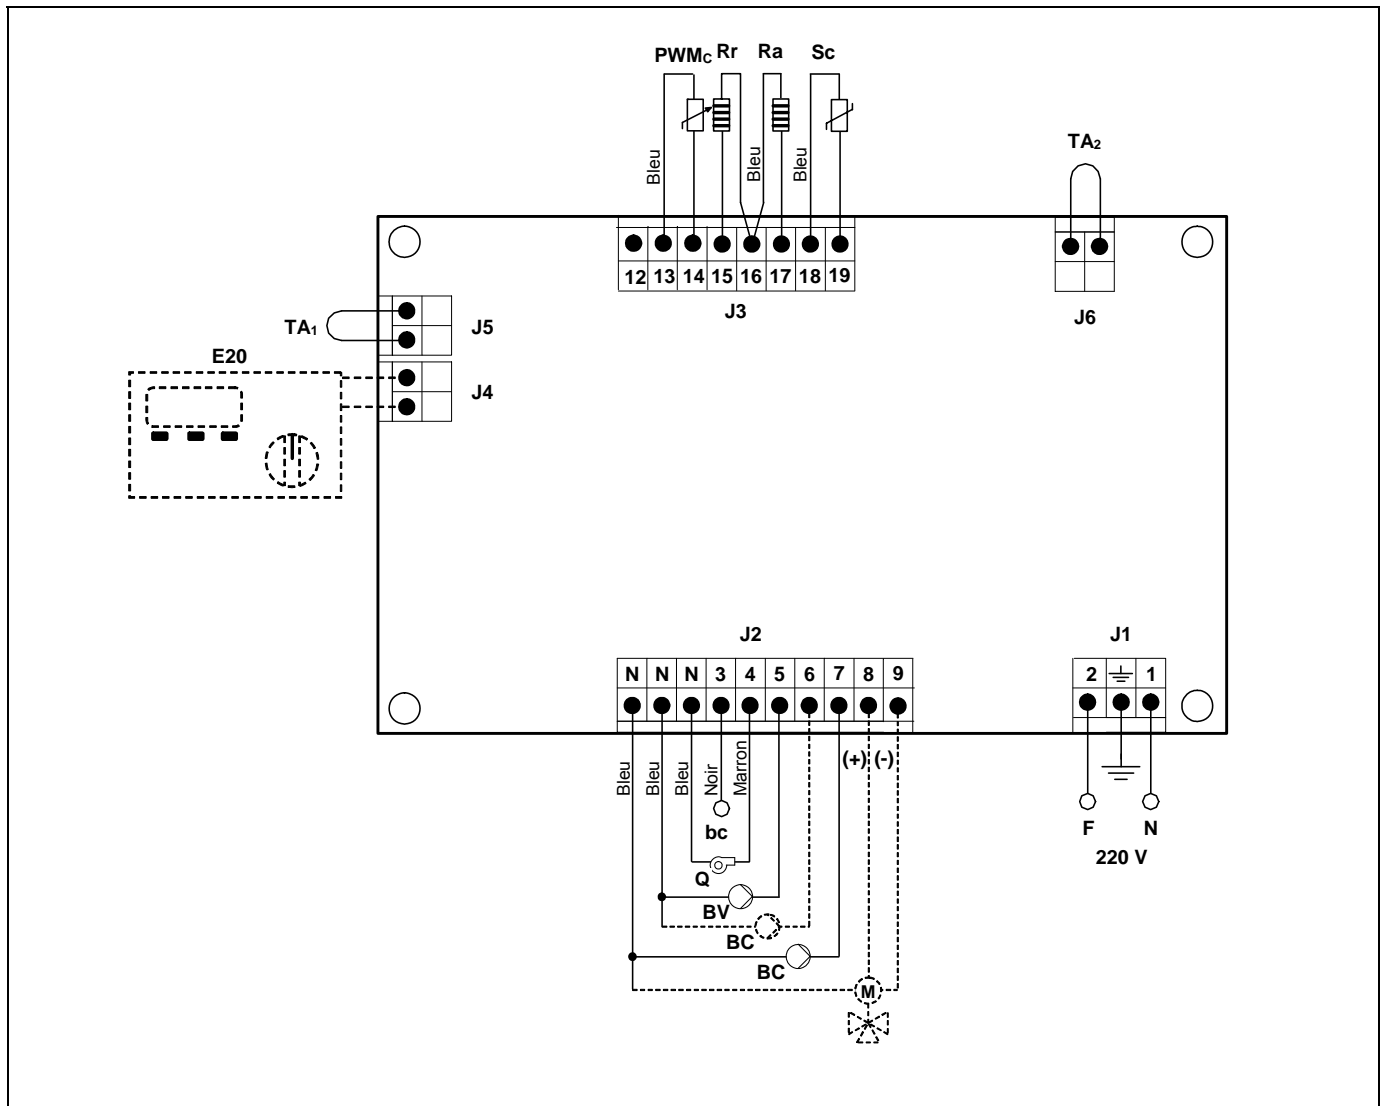 PWMC Rr Ra Sc
Bleu Bleu Bleu
TA2
12 13 14 15 16 17 18 19
J3
J6
TA1
J5
E20
J4
J2
J1
N N N 3 4 5 6 7 8 9
2 1
Bleu Bleu Bleu Noir Marron
(+) (-)
bc
F N
220 V
Q
BV
BC
BC
M